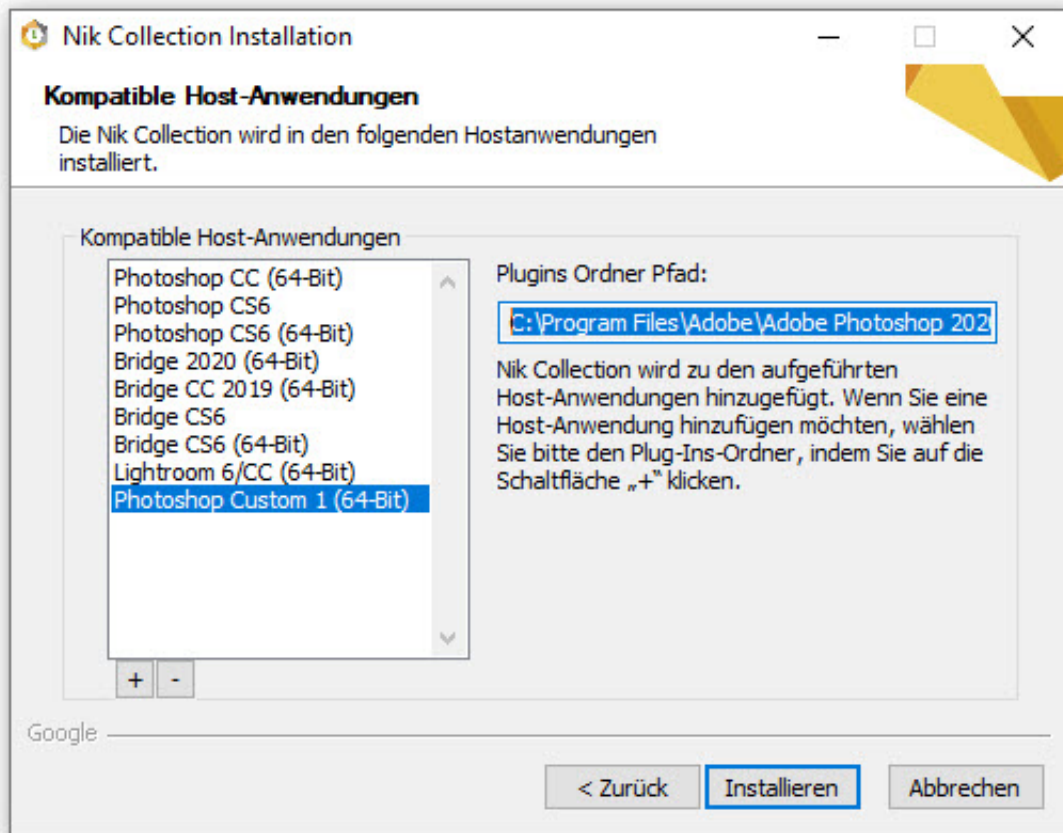 Nik Collection Installation
Kompatible Host-Anwendungen
Die Nik Collection wird in den folgenden Hostanwendungen
installiert.
Kompatible Host-Anwendungen
Photoshop CC (64-Bit)
Photoshop CS6
Photoshop CS6 (64-Bit)
Bridge 2020 (64-Bit)
Bridge CC 2019 (64-Bit)
Bridge CS6
Bridge CS6 (64-Bit)
Lightroom 6/CC (64-Bit)
Photoshop Custom 1 (64-Bit)
+ -
Plugins Ordner Pfad:
C:\Program Files\Adobe\Adobe Photoshop 202
Nik Collection wird zu den aufgeführten
Host-Anwendungen hinzugefügt. Wenn Sie eine
Host-Anwendung hinzufügen möchten, wählen
Sie bitte den Plug-Ins-Ordner, indem Sie auf die
Schaltfläche „+“ klicken.
Google
< Zurück Installieren Abbrechen